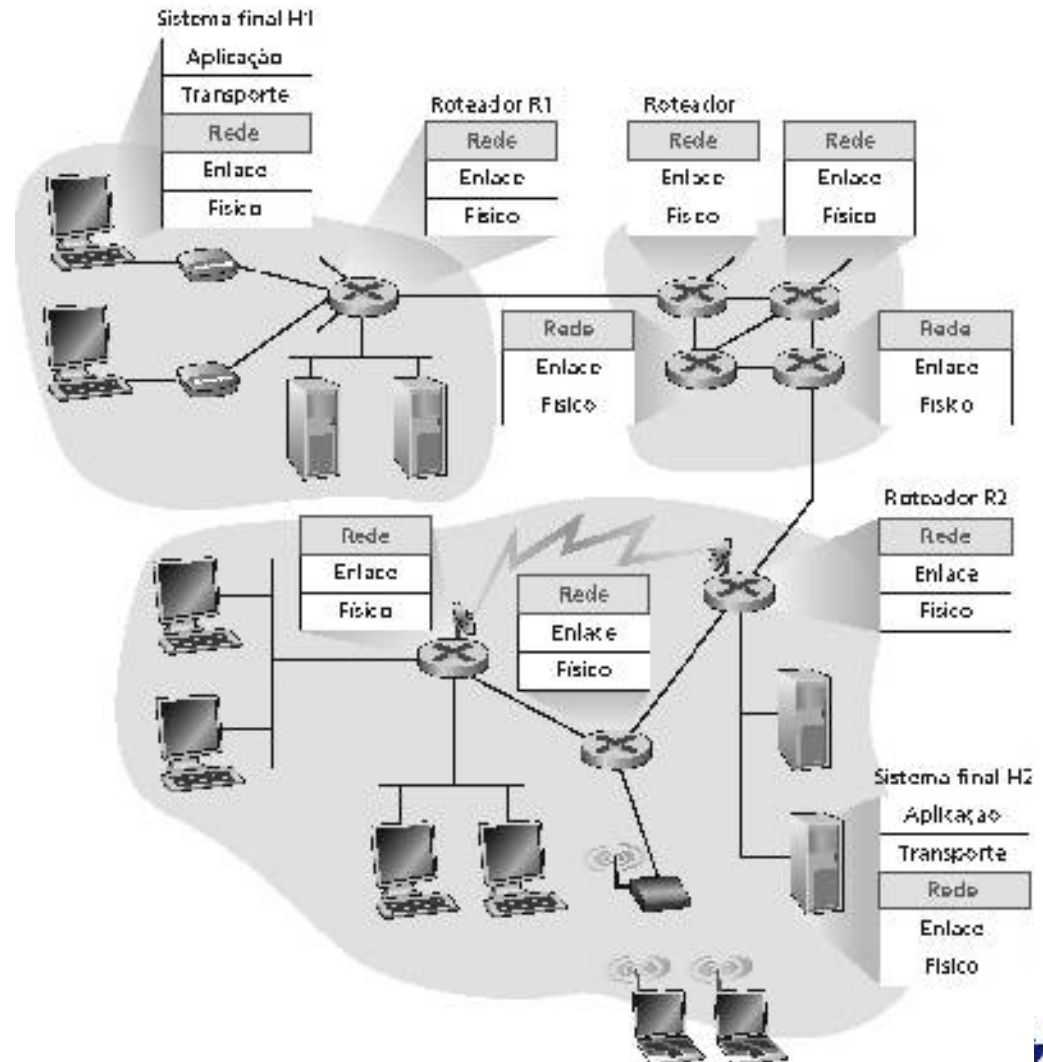 Sistema final H1
Aplicação
Transporte
Rede
Enlace
Físico
Roteador R1
Rede
Enlace
Físico
Roteador
Rede
Enlace
Físico
Rede
Enlace
Físico
Rede
Enlace
Físico
Rede
Enlace
Físico
Roteador R2
Rede
Enlace
Físico
Rede
Enlace
Físico
Rede
Enlace
Físico
Sistema final H2
Aplicação
Transporte
Rede
Enlace
Físico